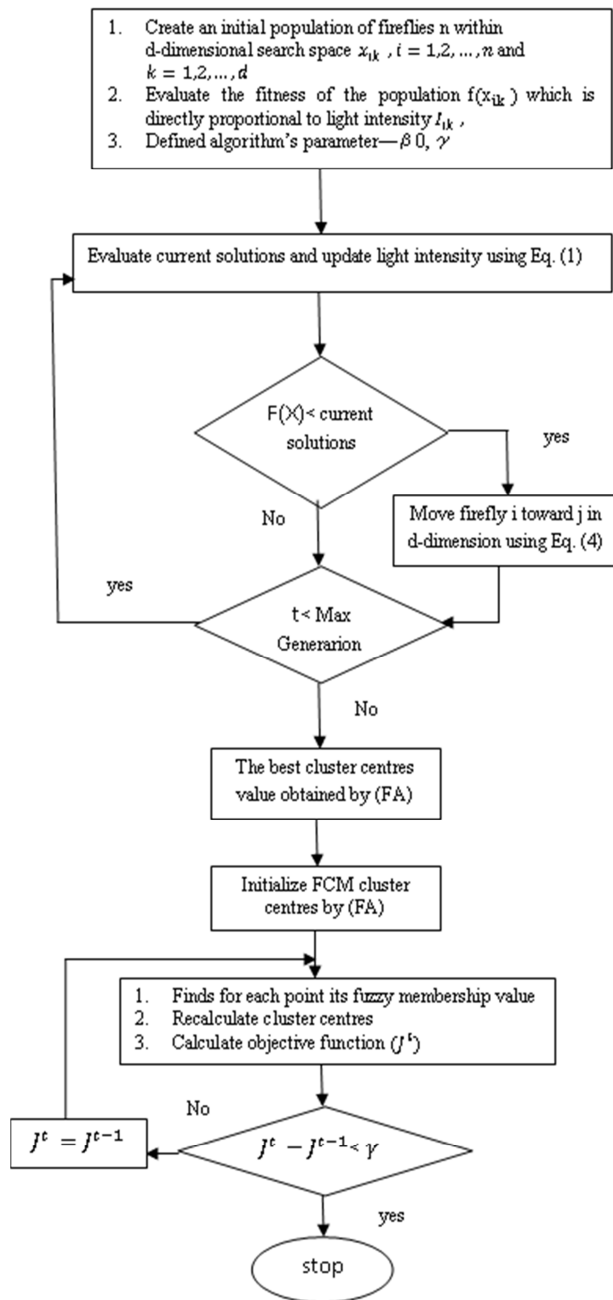 1. Create an initial population of fireflies n within
d-dimensional search space x_ik , i = 1,2, ..., n and
k = 1,2, ..., d
2. Evaluate the fitness of the population f(x_ik ) which is
directly proportional to light intensity I_ik ,
3. Defined algorithm's parameter—β 0, γ
Evaluate current solutions and update light intensity using Eq. (1)
F(X)< current
solutions
yes
No
Move firefly i toward j in
d-dimension using Eq. (4)
yes
t< Max
Generarion
No
The best cluster centres
value obtained by (FA)
Initialize FCM cluster
centres by (FA)
1. Finds for each point its fuzzy membership value
2. Recalculate cluster centres
3. Calculate objective function (J^t)
No
J^t = J^t−1
J^t − J^t−1 < γ
yes
stop